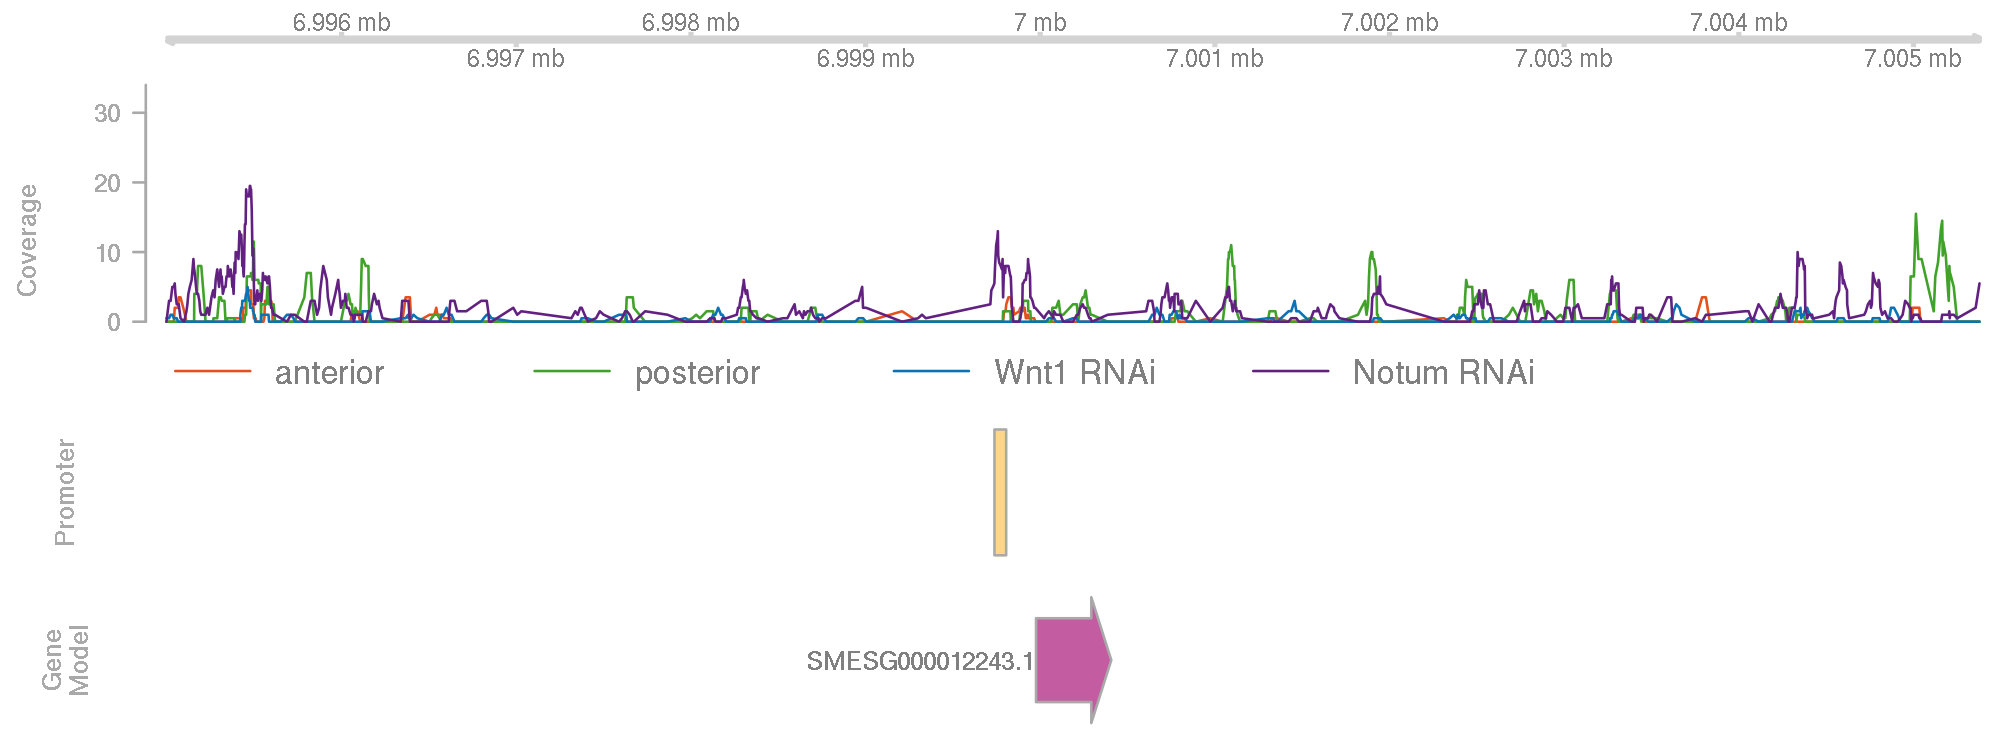 6.996 mb 6.998 mb 7 mb 7.002 mb 7.004 mb
6.997 mb 6.999 mb 7.001 mb 7.003 mb 7.005 mb
30
20
10
0
Coverage
anterior posterior Wnt1 RNAi Notum RNAi
Promoter
Gene
Model
SMESG000012243.1